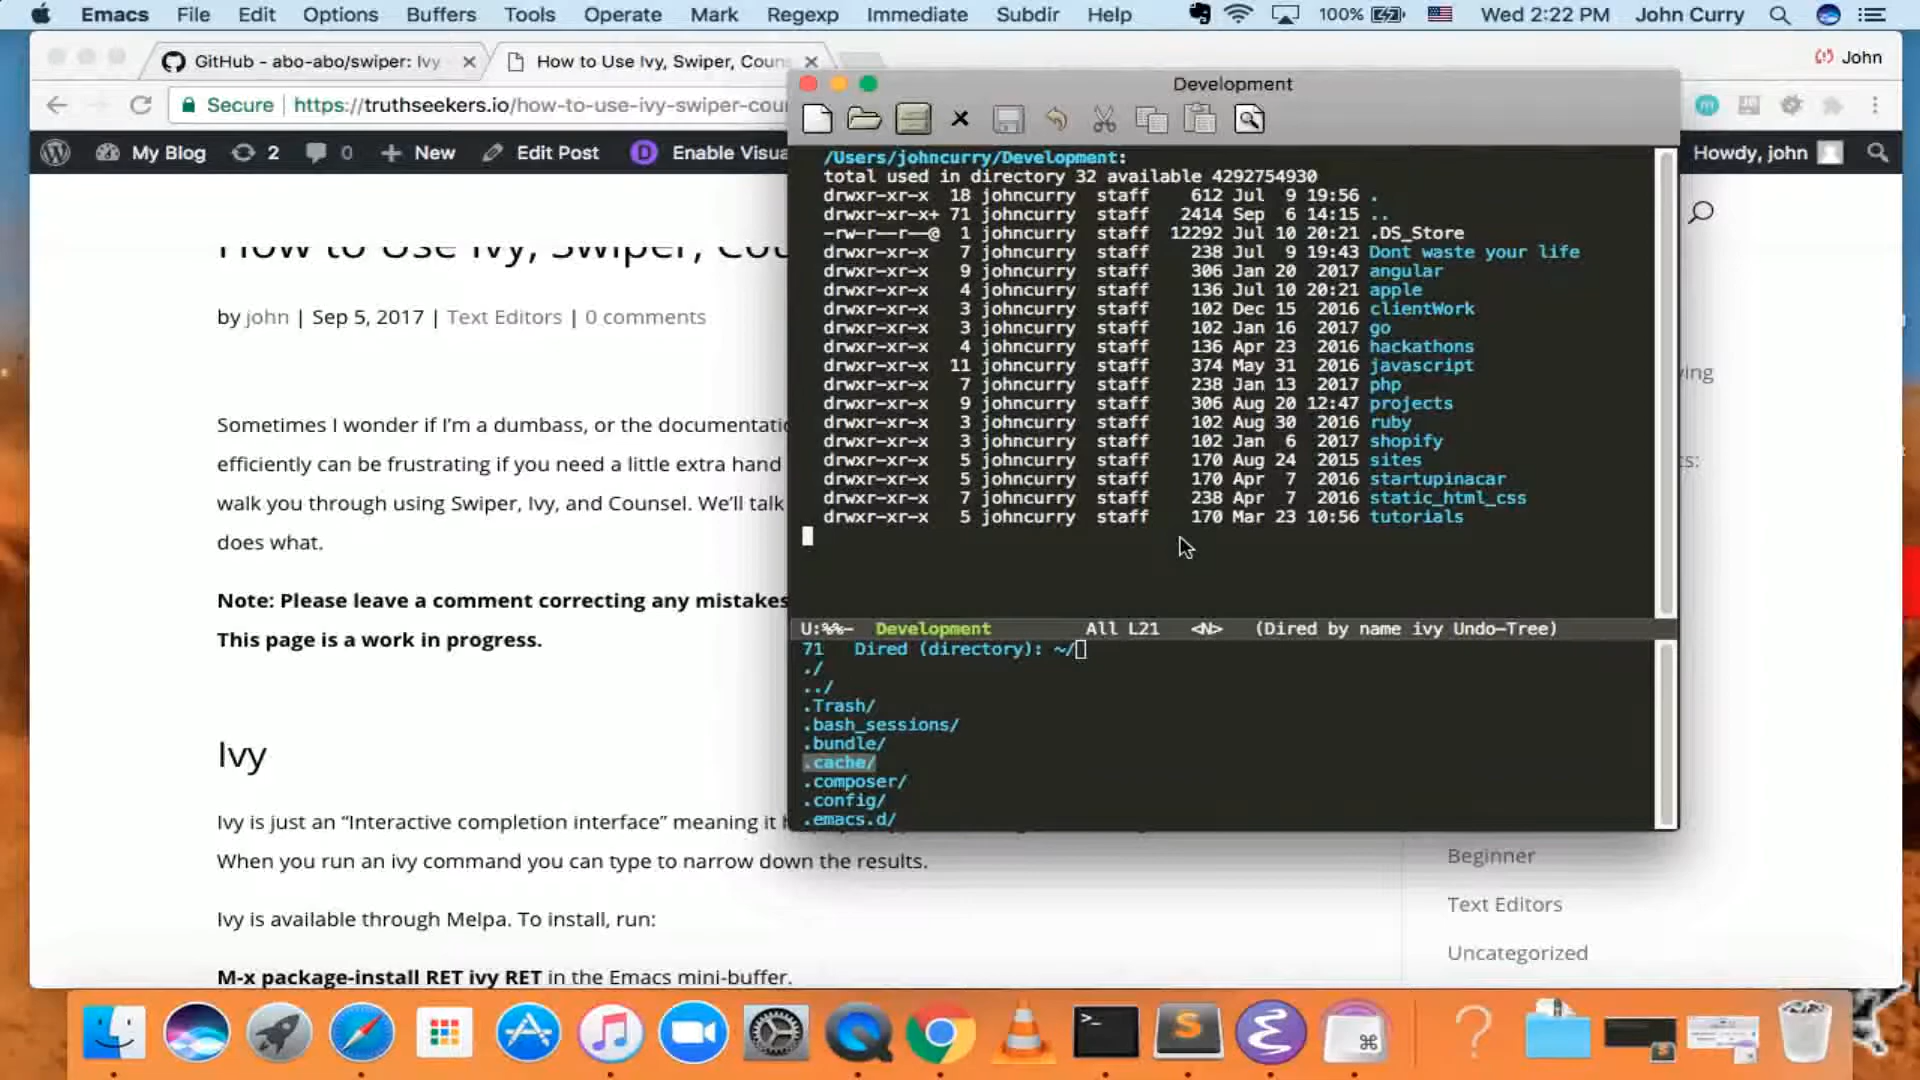 Emacs File Edit Options Buffers Tools Operate Mark Regexp Immediate Subdir Help 100% Wed 2:22 PM John Curry
GitHub - abo-abo/swiper: Ivy
How to Use Ivy, Swiper, Coun
John
Secure | https://truthseekers.io/how-to-use-ivy-swiper-cou
My Blog 2 0 New Edit Post Enable Visua
Howdy, john
How to Use Ivy, Swiper, Cou
by john | Sep 5, 2017 | Text Editors | 0 comments
Sometimes I wonder if I’m a dumbass, or the documentatio
efficiently can be frustrating if you need a little extra hand
walk you through using Swiper, Ivy, and Counsel. We’ll talk
does what.
Note: Please leave a comment correcting any mistakes
This page is a work in progress.
Ivy
Ivy is just an “Interactive completion interface” meaning it
When you run an ivy command you can type to narrow down the results.
Ivy is available through Melpa. To install, run:
M-x package-install RET ivy RET in the Emacs mini-buffer.
Development
/Users/johncurry/Development:
total used in directory 32 available 4292754930
drwxr-xr-x 18 johncurry staff 612 Jul 9 19:56 .
drwxr-xr-x+ 71 johncurry staff 2414 Sep 6 14:15 ..
-rw-r--r--@ 1 johncurry staff 12292 Jul 10 20:21 .DS_Store
drwxr-xr-x 7 johncurry staff 238 Jul 9 19:43 Dont waste your life
drwxr-xr-x 9 johncurry staff 306 Jan 20 2017 angular
drwxr-xr-x 4 johncurry staff 136 Jul 10 20:21 apple
drwxr-xr-x 3 johncurry staff 102 Dec 15 2016 clientWork
drwxr-xr-x 3 johncurry staff 102 Jan 16 2017 go
drwxr-xr-x 4 johncurry staff 136 Apr 23 2016 hackathons
drwxr-xr-x 11 johncurry staff 374 May 31 2016 javascript
drwxr-xr-x 7 johncurry staff 238 Jan 13 2017 php
drwxr-xr-x 9 johncurry staff 306 Aug 20 12:47 projects
drwxr-xr-x 3 johncurry staff 102 Aug 30 2016 ruby
drwxr-xr-x 3 johncurry staff 102 Jan 6 2017 shopify
drwxr-xr-x 5 johncurry staff 170 Aug 24 2015 sites
drwxr-xr-x 5 johncurry staff 170 Apr 7 2016 startupinacar
drwxr-xr-x 7 johncurry staff 238 Apr 7 2016 static_html_css
drwxr-xr-x 5 johncurry staff 170 Mar 23 10:56 tutorials
U:%%- Development All L21 <N> (Dired by name ivy Undo-Tree)
71 Dired (directory): ~/
./
../
.Trash/
.bash_sessions/
.bundle/
.cache/
.composer/
.config/
.emacs.d/
ying
s:
Beginner
Text Editors
Uncategorized